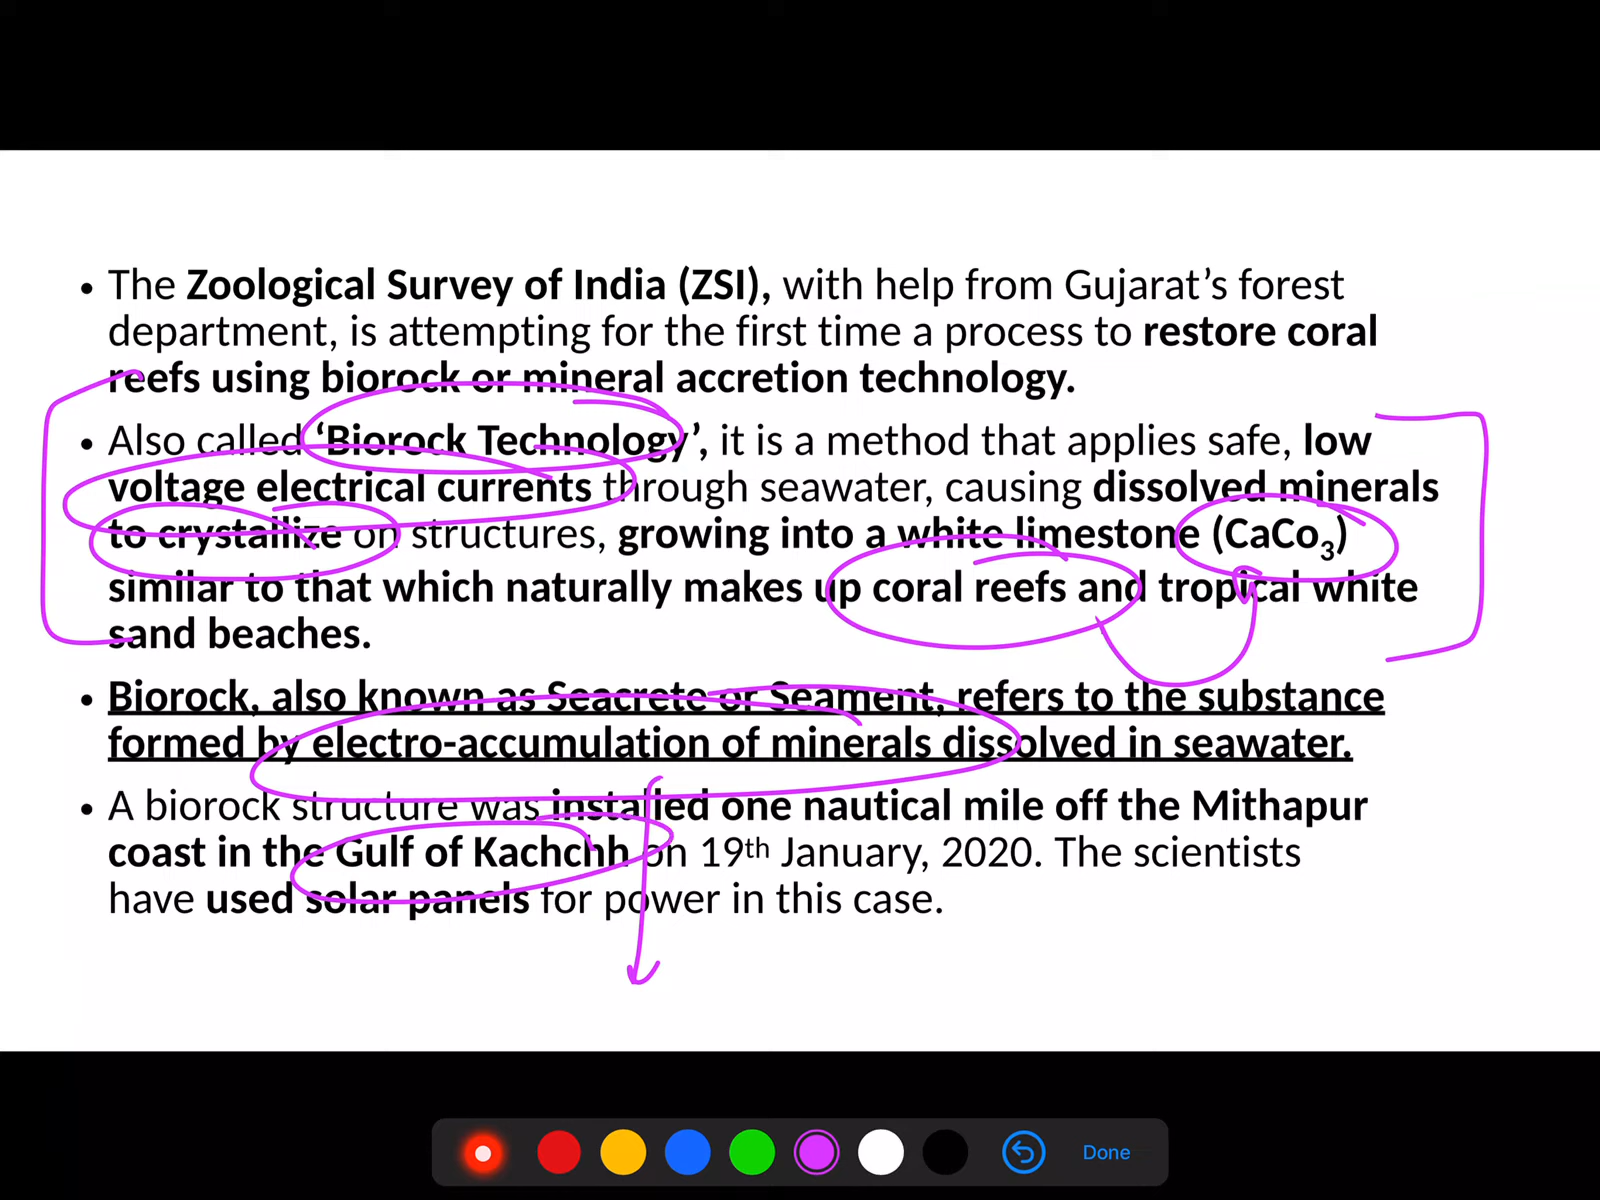 • The Zoological Survey of India (ZSI), with help from Gujarat’s forest
department, is attempting for the first time a process to restore coral
reefs using biorock or mineral accretion technology.
• Also called ‘Biorock Technology’, it is a method that applies safe, low
voltage electrical currents through seawater, causing dissolved minerals
to crystallize on structures, growing into a white limestone (CaCo₃)
similar to that which naturally makes up coral reefs and tropical white
sand beaches.
• Biorock, also known as Seacrete or Seament, refers to the substance
formed by electro-accumulation of minerals dissolved in seawater.
• A biorock structure was installed one nautical mile off the Mithapur
coast in the Gulf of Kachchh on 19th January, 2020. The scientists
have used solar panels for power in this case.
Done